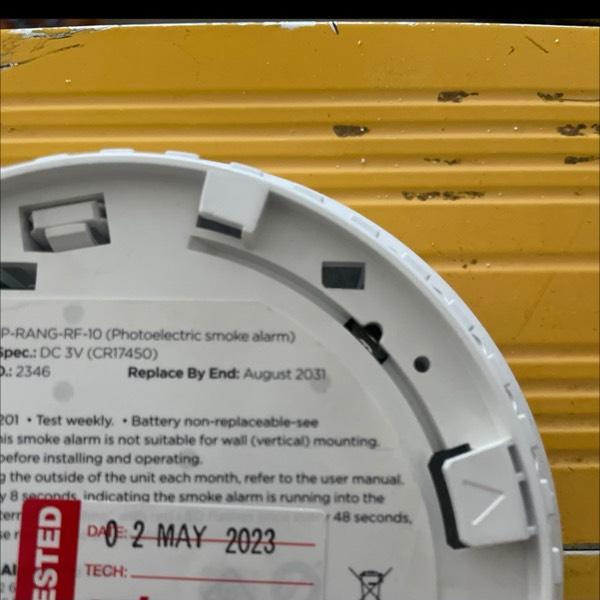 P-RANG-RF-10 (Photoelectric smoke alarm)
Spec.: DC 3V (CR17450)
D.: 2346 Replace By End: August 2031
201 • Test weekly. • Battery non-replaceable-see
his smoke alarm is not suitable for wall (vertical) mounting.
before installing and operating.
g the outside of the unit each month, refer to the user manual.
y 8 seconds, indicating the smoke alarm is running into the
48 seconds,
ESTED
DATE: 02 MAY 2023
TECH: